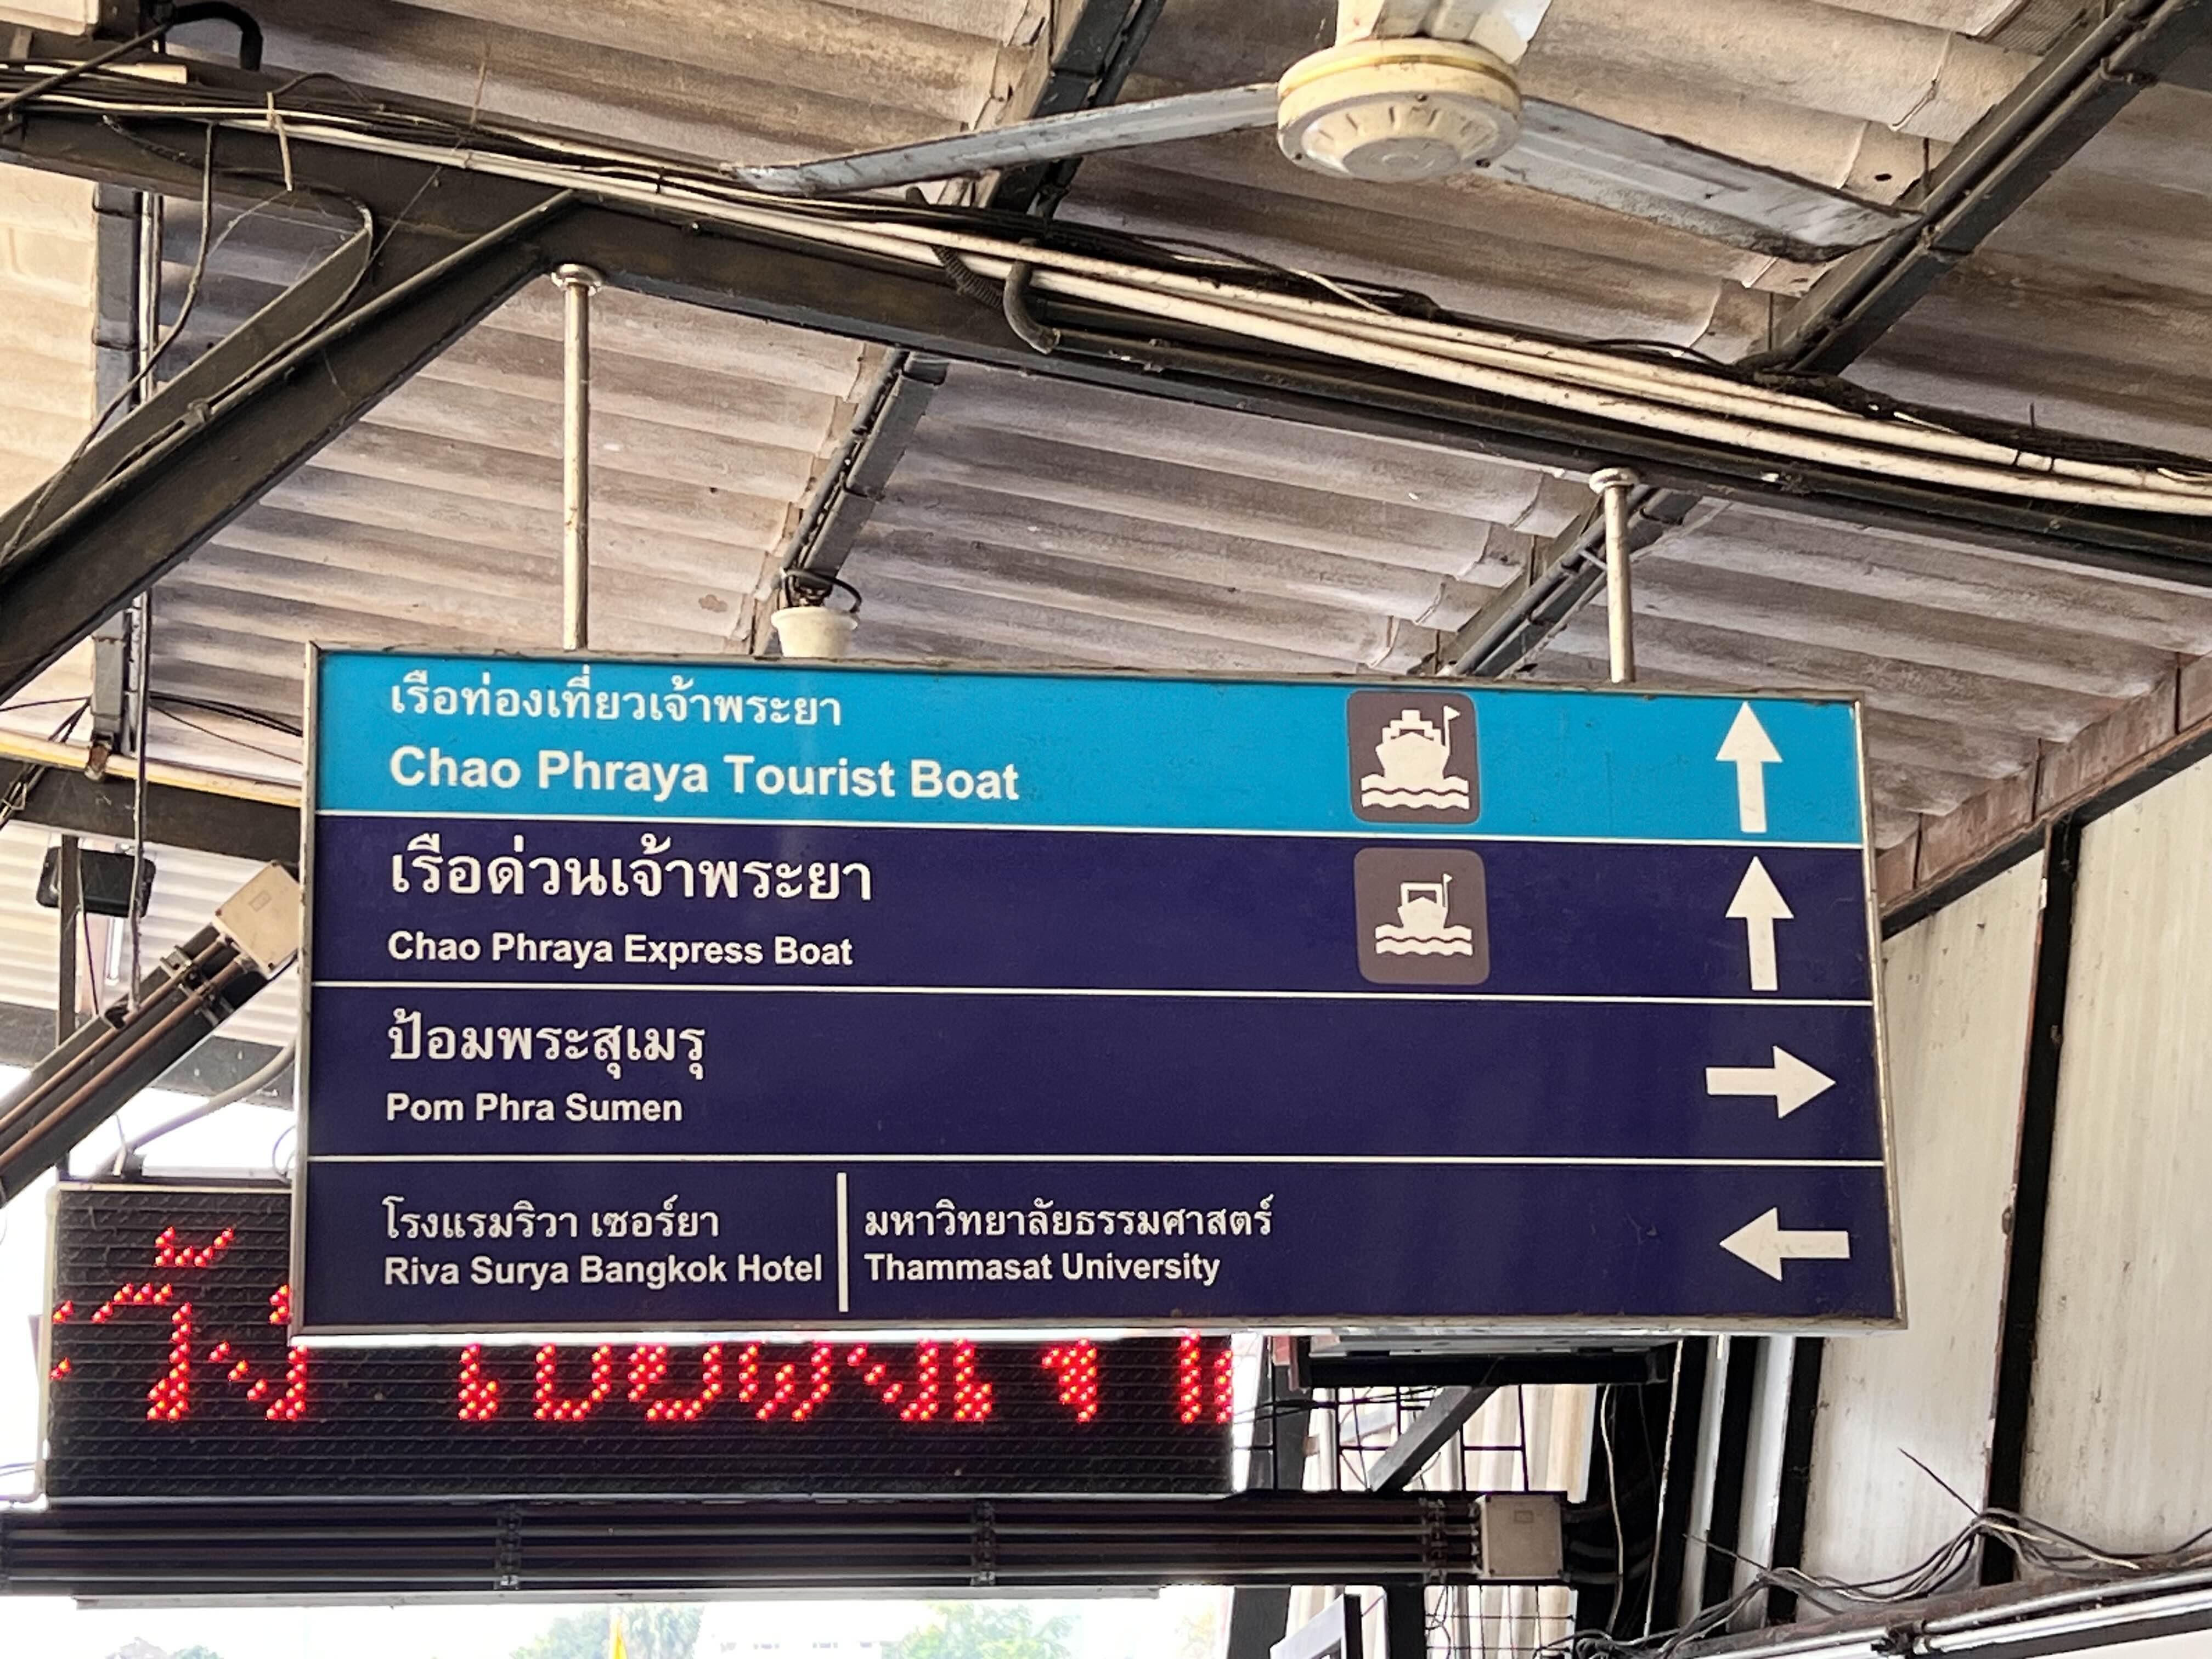 เรือท่องเที่ยวเจ้าพระยา
Chao Phraya Tourist Boat
เรือด่วนเจ้าพระยา
Chao Phraya Express Boat
ป้อมพระสุเมรุ
Pom Phra Sumen
โรงแรมริวา เซอร์ยา
Riva Surya Bangkok Hotel
มหาวิทยาลัยธรรมศาสตร์
Thammasat University